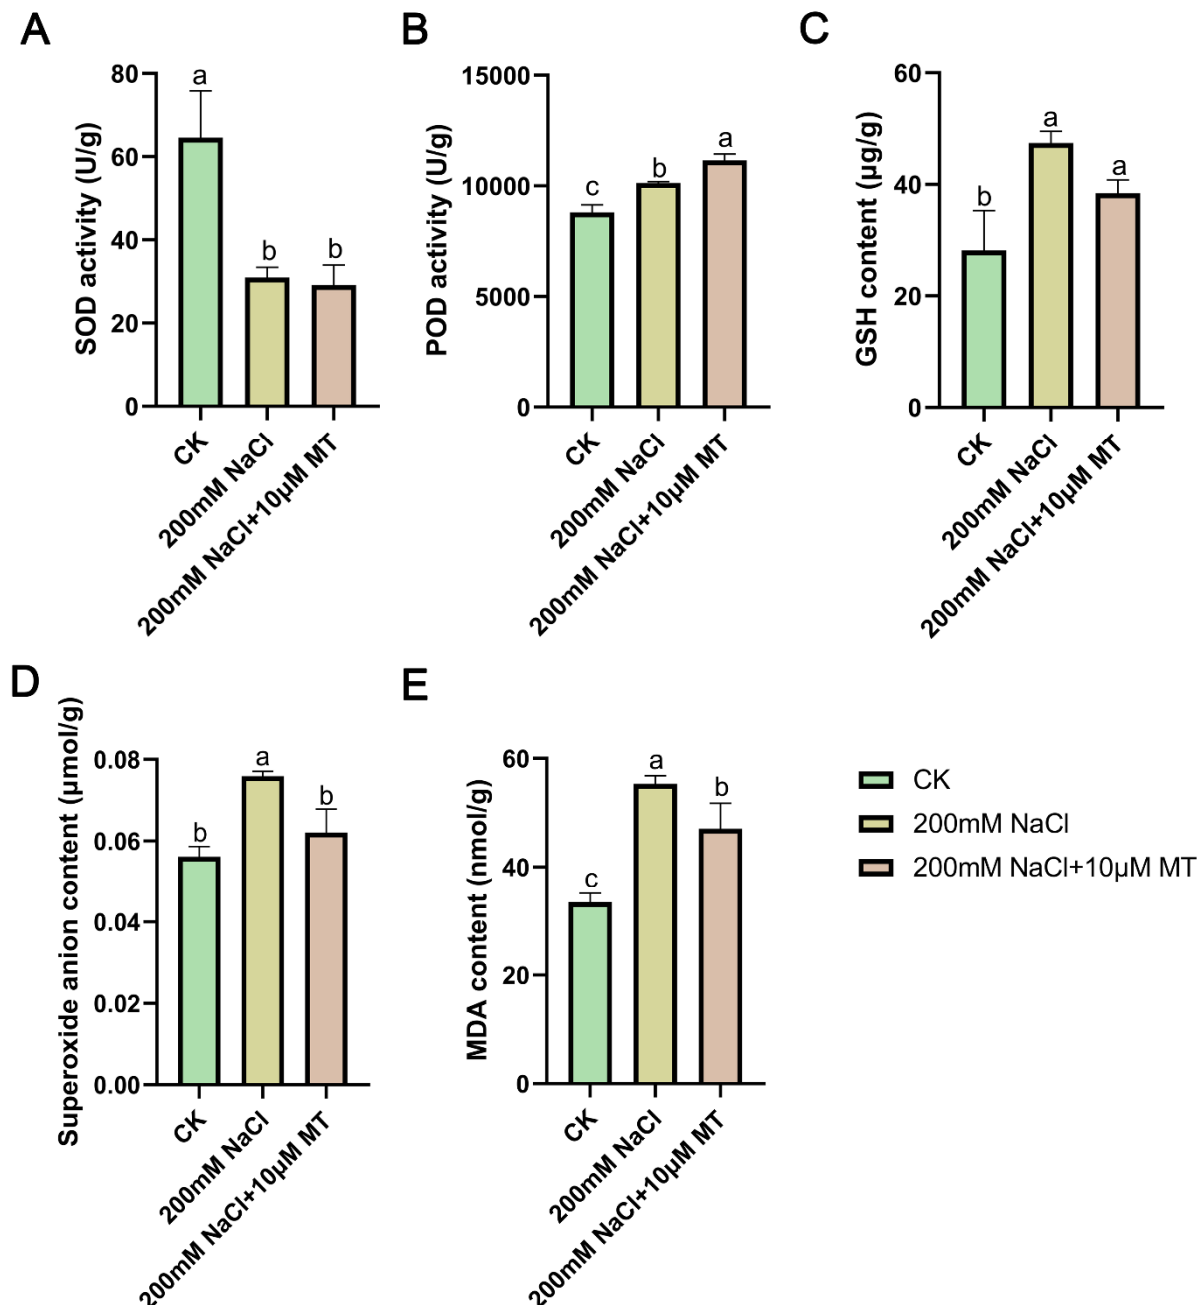 A
SOD activity (U/g)
80
60
40
20
0
a
b
b
CK
200mM NaCl
200mM NaCl+10μM MT
B
POD activity (U/g)
15000
10000
5000
0
c
b
a
CK
200mM NaCl
200mM NaCl+10μM MT
C
GSH content (μg/g)
60
40
20
0
b
a
a
CK
200mM NaCl
200mM NaCl+10μM MT
D
Superoxide anion content (μmol/g)
0.08
0.06
0.04
0.02
0.00
b
a
b
CK
200mM NaCl
200mM NaCl+10μM MT
E
MDA content (nmol/g)
60
40
20
0
c
a
b
CK
200mM NaCl
200mM NaCl+10μM MT
CK
200mM NaCl
200mM NaCl+10μM MT